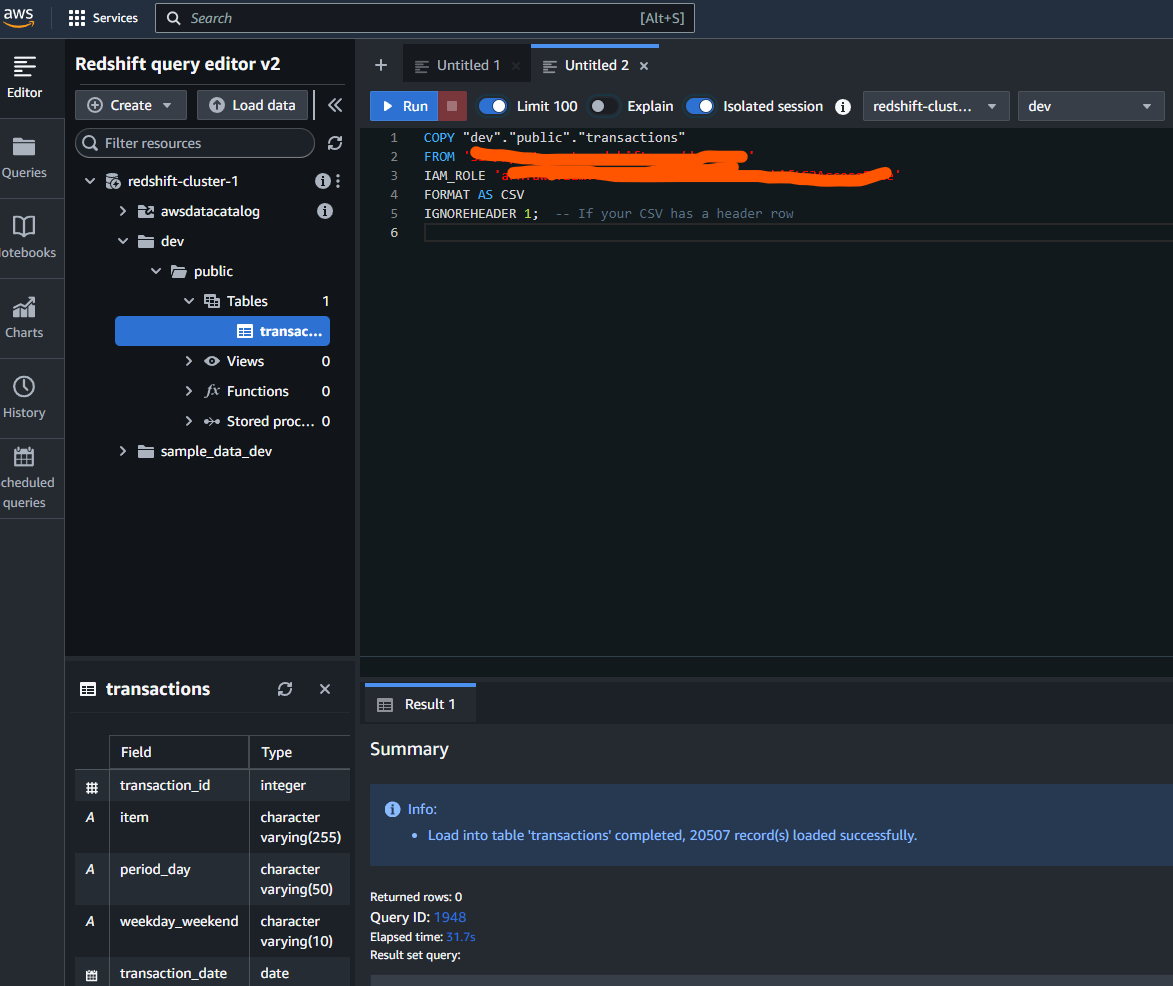 aws
Services
Search
[Alt+S]
Editor
Queries
otebooks
Charts
History
cheduled
queries
Redshift query editor v2
Create
Load data
Filter resources
redshift-cluster-1
awsdatacatalog
dev
public
Tables 1
transac...
Views 0
Functions 0
Stored proc... 0
sample_data_dev
transactions
Field Type
transaction_id integer
item character varying(255)
period_day character varying(50)
weekday_weekend character varying(10)
transaction_date date
Untitled 1
Untitled 2
Run
Limit 100
Explain
Isolated session
redshift-clust...
dev
1 COPY "dev"."public"."transactions"
2 FROM '
3 IAM_ROLE '
4 FORMAT AS CSV
5 IGNOREHEADER 1; -- If your CSV has a header row
6
Result 1
Summary
Info:
Load into table 'transactions' completed, 20507 record(s) loaded successfully.
Returned rows: 0
Query ID: 1948
Elapsed time: 31.7s
Result set query: